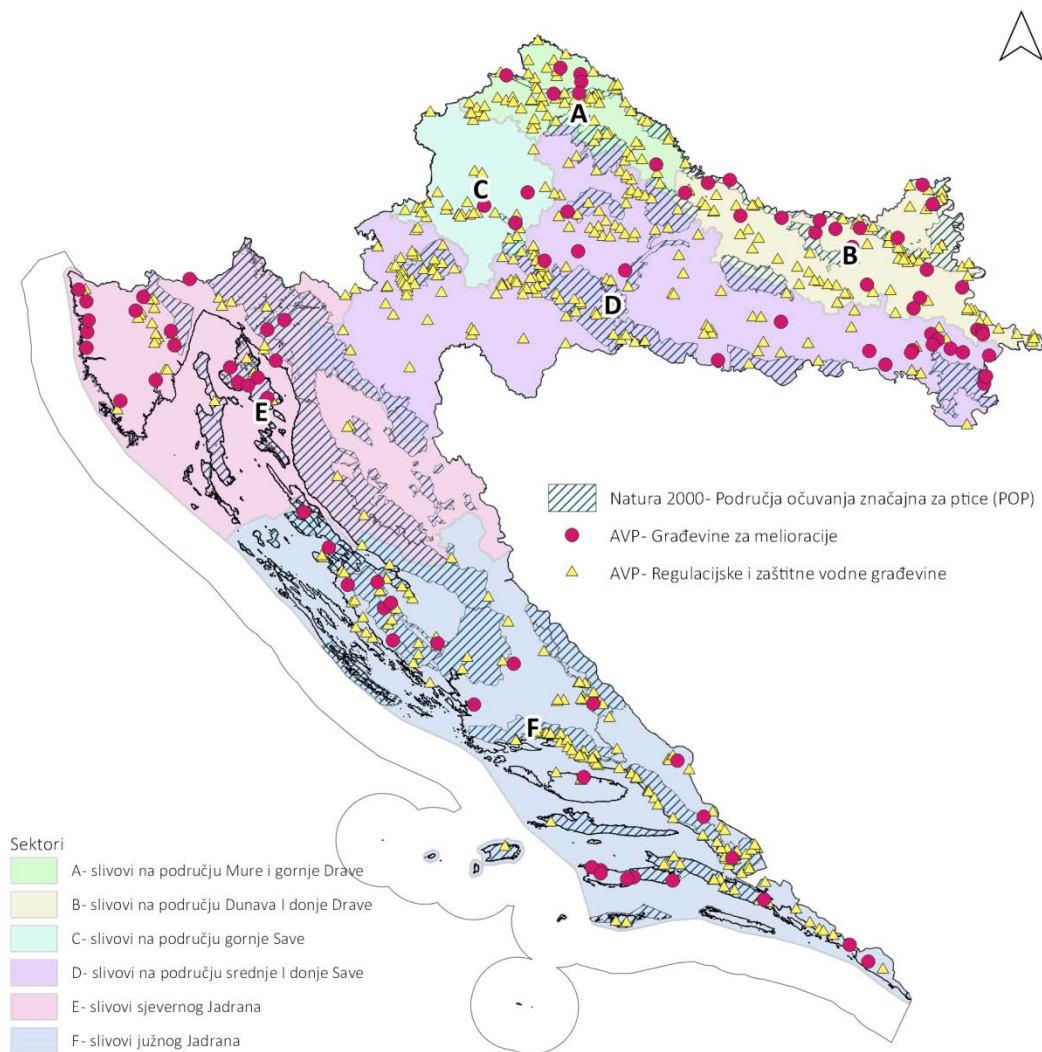 A
C
B
D
E
Natura 2000- Područja očuvanja značajna za ptice (POP)
AVP- Građevine za melioracije
AVP- Regulacijske i zaštitne vodne građevine
F
Sektori
A- slivovi na području Mure i gornje Drave
B- slivovi na području Dunava I donje Drave
C- slivovi na području gornje Save
D- slivovi na području srednje I donje Save
E- slivovi sjevernog Jadrana
F- slivovi južnog Jadrana